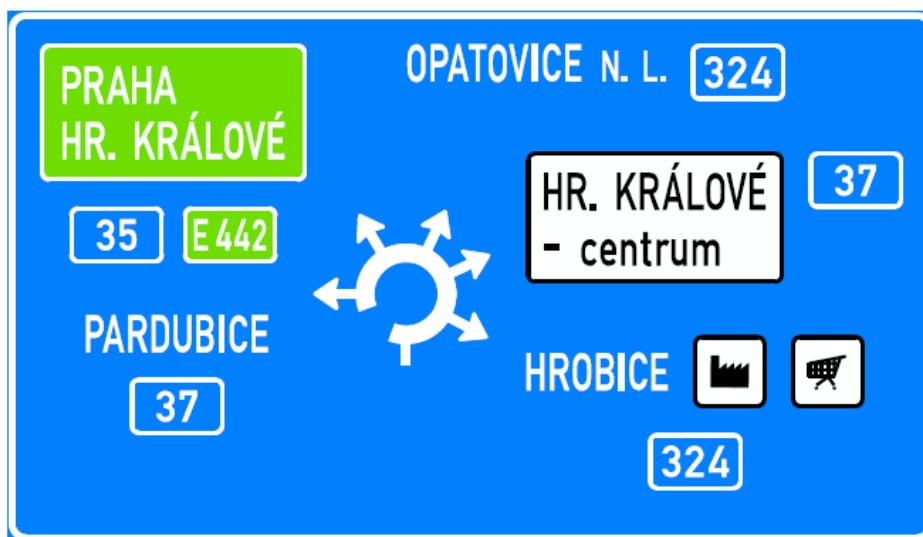 PRAHA
HR. KRÁLOVÉ
35 E 442
PARDUBICE
37
OPATOVICE N. L. 324
HR. KRÁLOVÉ 37
- centrum
HROBICE
324